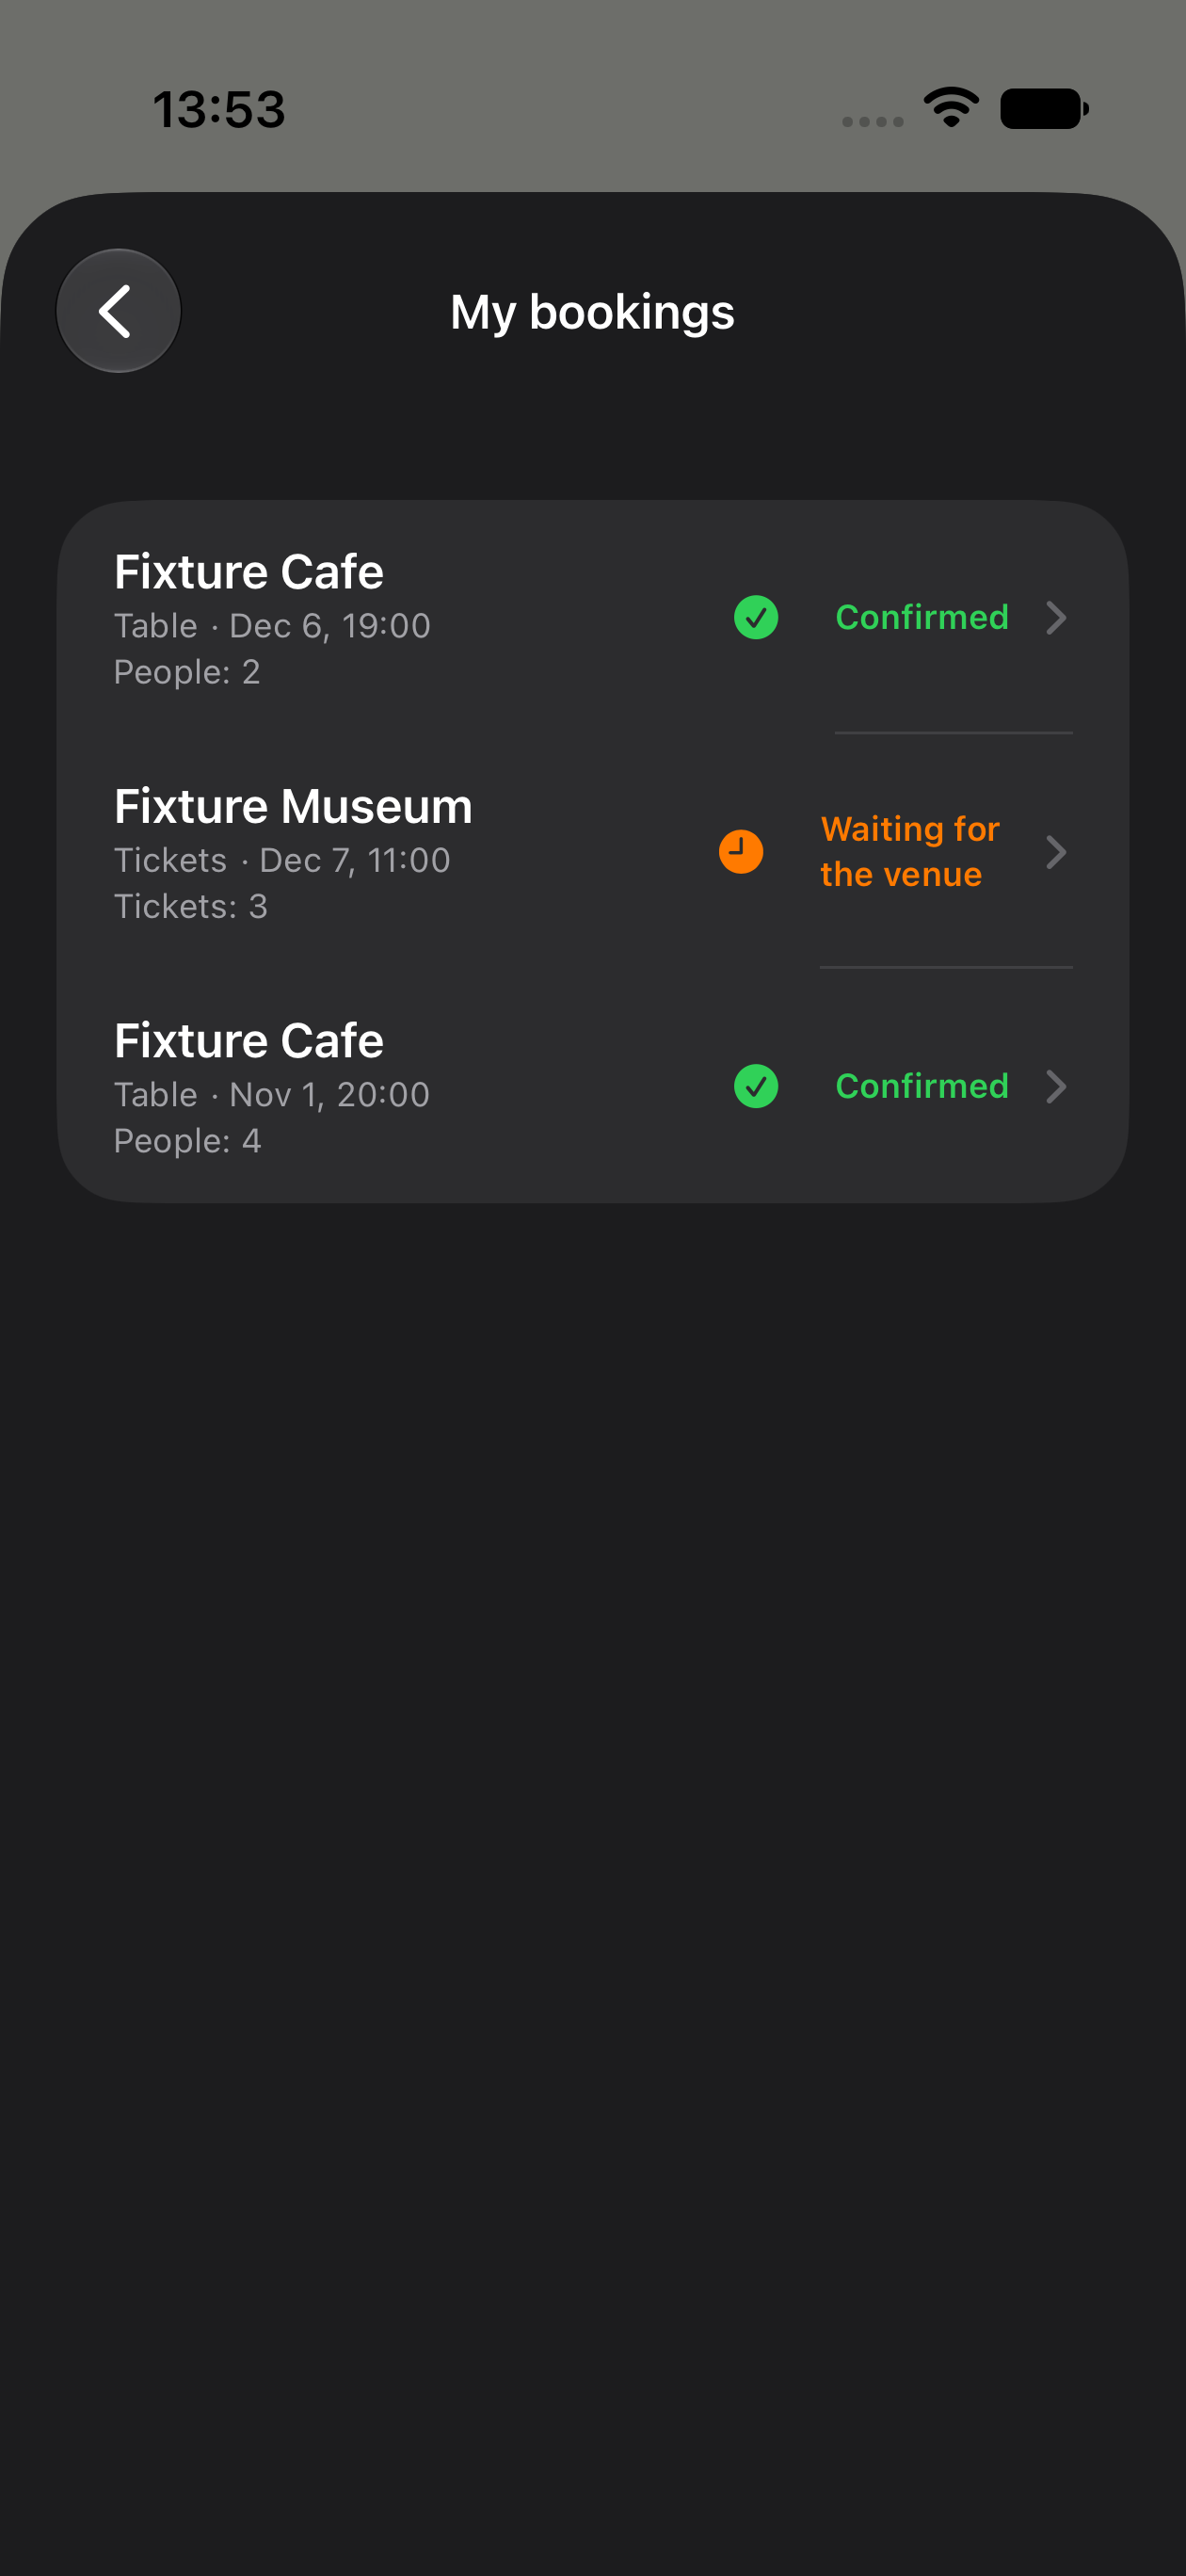 13:53
My bookings
Fixture Cafe
Table · Dec 6, 19:00
People: 2
Confirmed
Fixture Museum
Tickets · Dec 7, 11:00
Tickets: 3
Waiting for
the venue
Fixture Cafe
Table · Nov 1, 20:00
People: 4
Confirmed